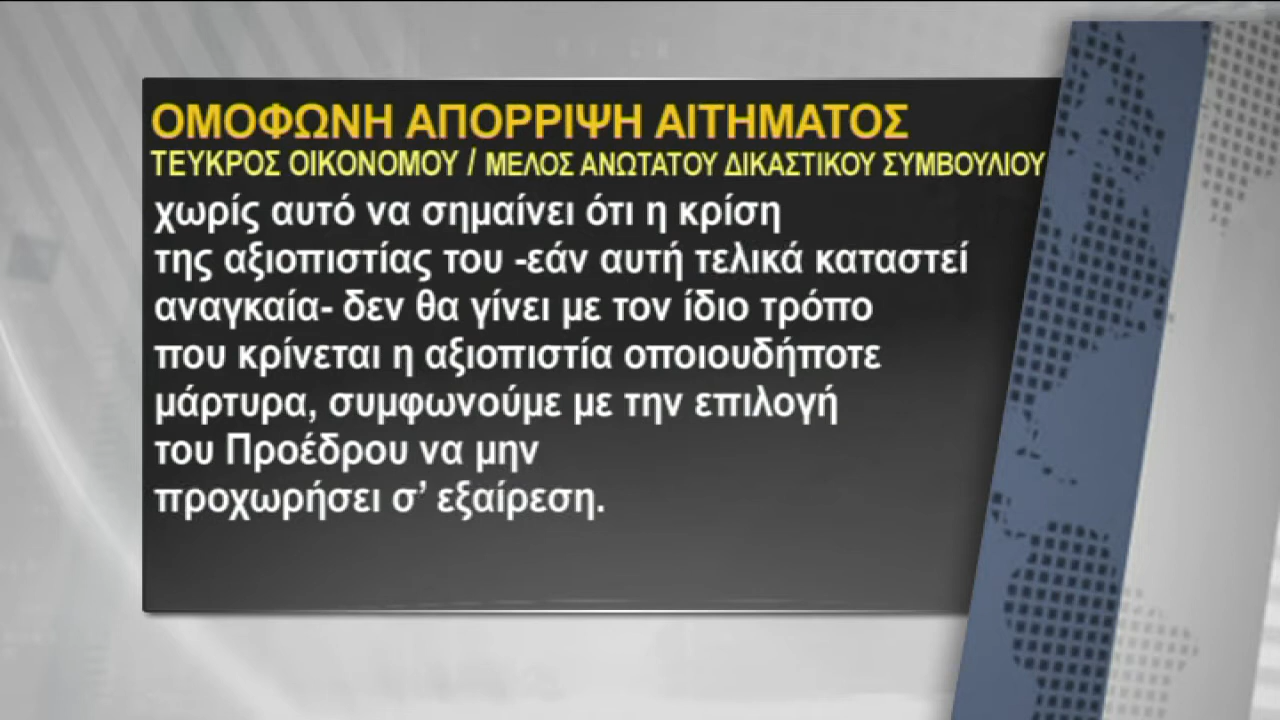 ΟΜΟΦΩΝΗ ΑΠΟΡΡΙΨΗ ΑΙΤΗΜΑΤΟΣ
ΤΕΥΚΡΟΣ ΟΙΚΟΝΟΜΟΥ / ΜΕΛΟΣ ΑΝΩΤΑΤΟΥ ΔΙΚΑΣΤΙΚΟΥ ΣΥΜΒΟΥΛΙΟΥ
χωρίς αυτό να σημαίνει ότι η κρίση
της αξιοπιστίας του -εάν αυτή τελικά καταστεί
αναγκαία- δεν θα γίνει με τον ίδιο τρόπο
που κρίνεται η αξιοπιστία οποιουδήποτε
μάρτυρα, συμφωνούμε με την επιλογή
του Προέδρου να μην
προχωρήσει σ' εξαίρεση.